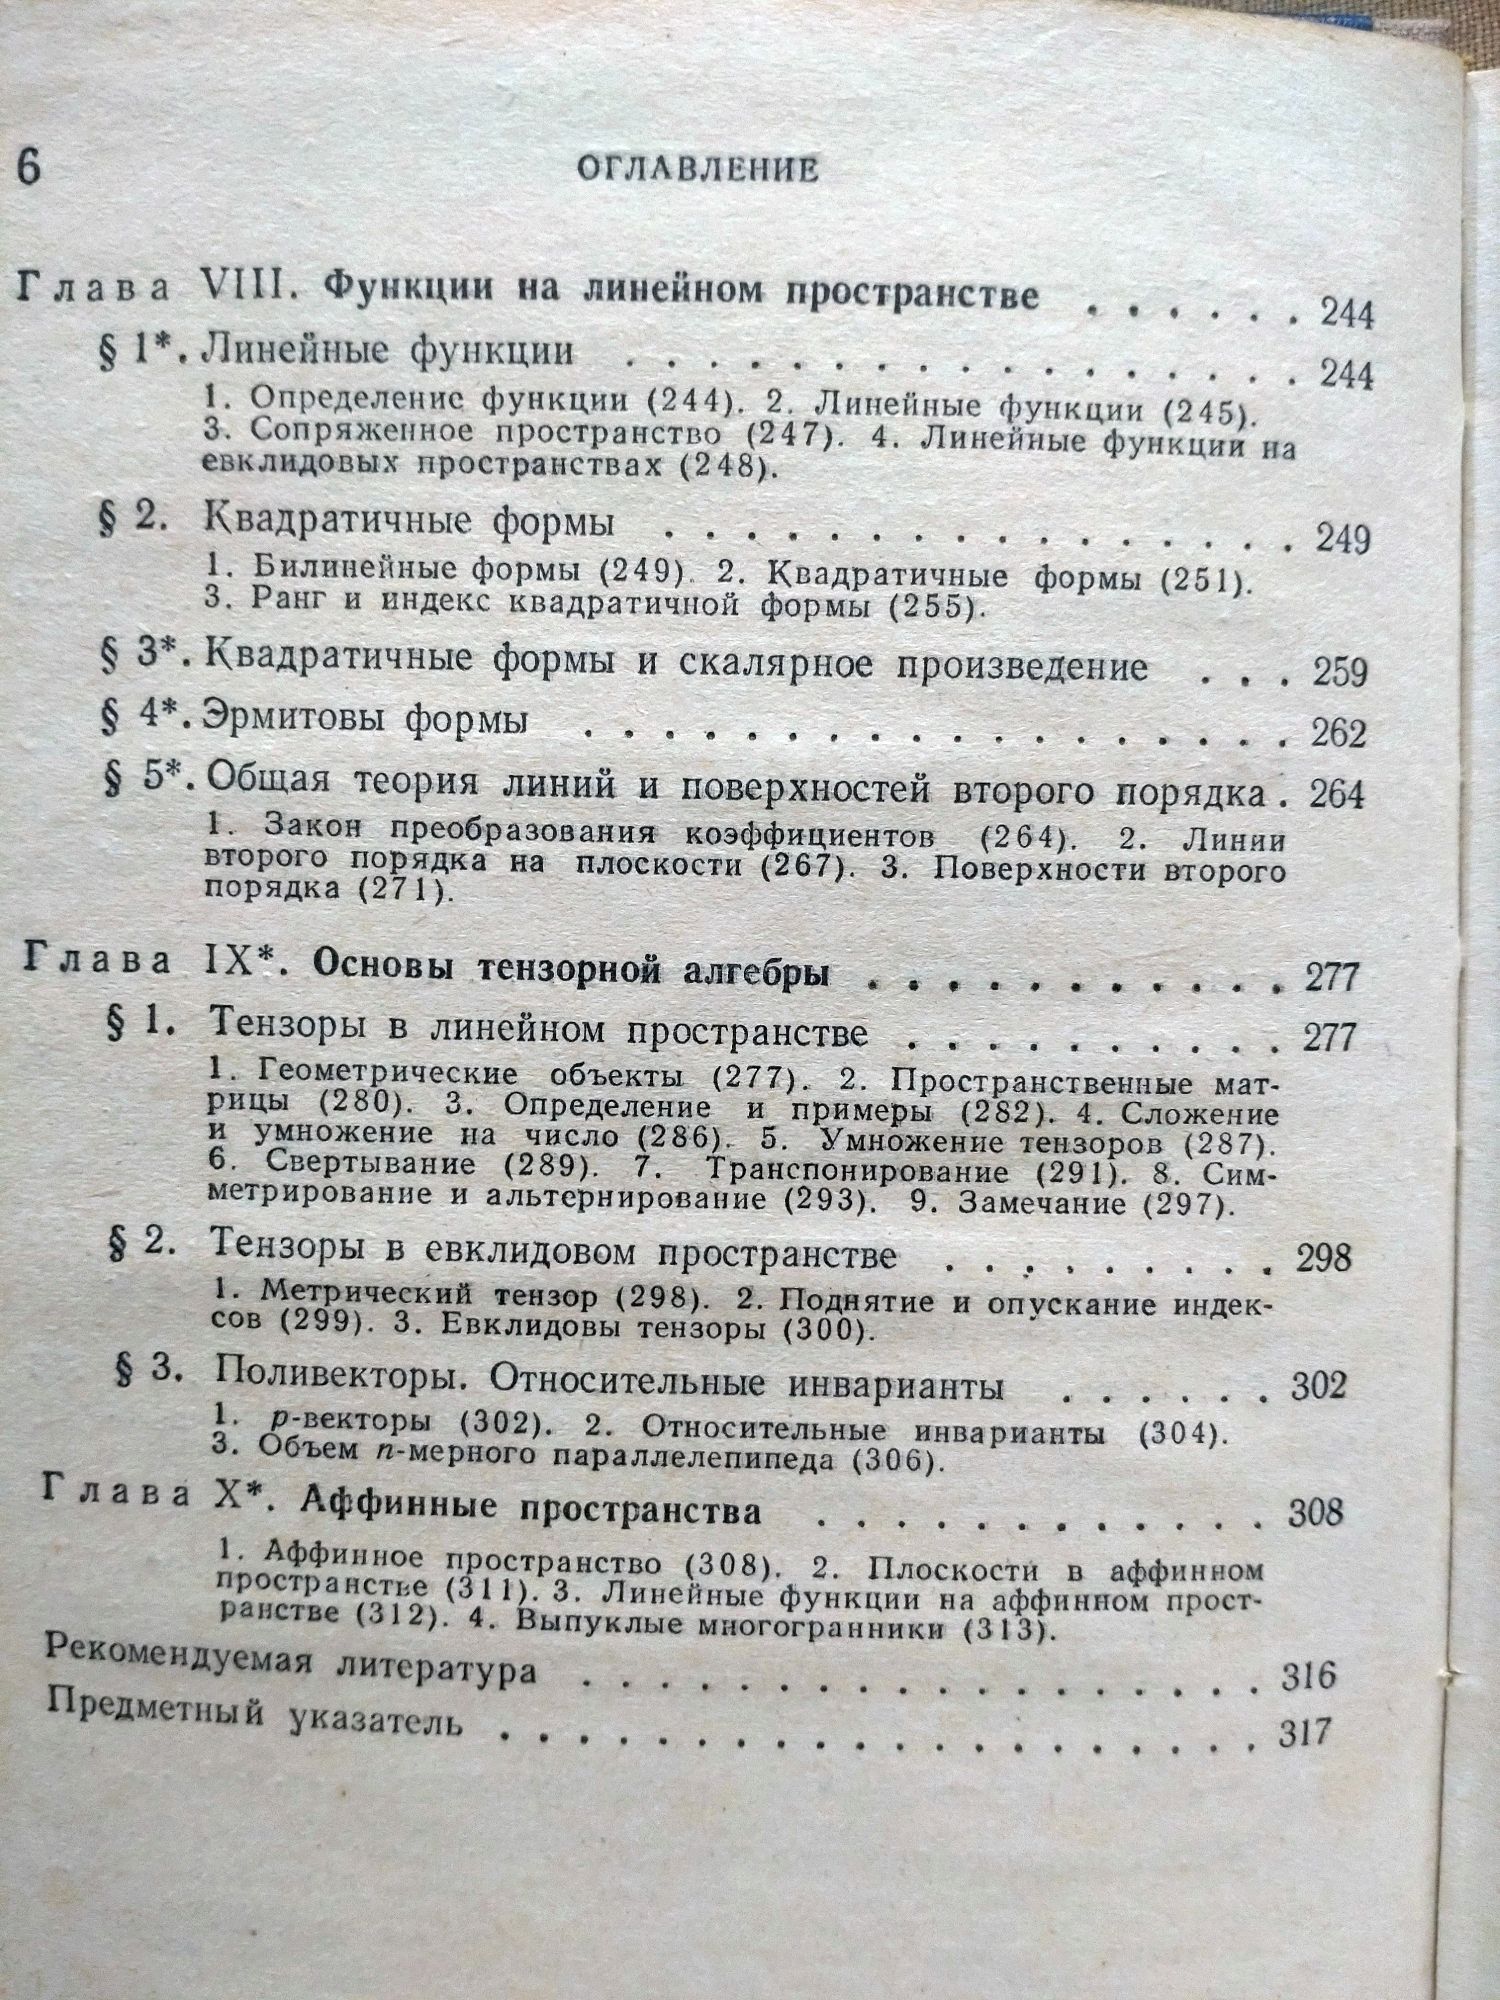 6 ОГЛАВЛЕНИЕ
Глава VIII. Функции на линейном пространстве . . . . . . 244
§ 1*. Линейные функции . . . . . . . . . . . . . . . . . 244
1. Определение функции (244). 2. Линейные функции (245).
3. Сопряженное пространство (247). 4. Линейные функции на
евклидовых пространствах (248).
§ 2. Квадратичные формы . . . . . . . . . . . . . . . . 249
1. Билинейные формы (249). 2. Квадратичные формы (251).
3. Ранг и индекс квадратичной формы (255).
§ 3*. Квадратичные формы и скалярное произведение . . . 259
§ 4*. Эрмитовы формы . . . . . . . . . . . . . . . . . . 262
§ 5*. Общая теория линий и поверхностей второго порядка . 264
1. Закон преобразования коэффициентов (264). 2. Линии
второго порядка на плоскости (267). 3. Поверхности второго
порядка (271).
Глава IX*. Основы тензорной алгебры . . . . . . . . . . . 277
§ 1. Тензоры в линейном пространстве . . . . . . . . . . 277
1. Геометрические объекты (277). 2. Пространственные мат-
рицы (280). 3. Определение и примеры (282). 4. Сложение
и умножение на число (286). 5. Умножение тензоров (287).
6. Свертывание (289). 7. Транспонирование (291). 8. Сим-
метрирование и альтернирование (293). 9. Замечание (297).
§ 2. Тензоры в евклидовом пространстве . . . . . . . . . 298
1. Метрический тензор (298). 2. Поднятие и опускание индек-
сов (299). 3. Евклидовы тензоры (300).
§ 3. Поливекторы. Относительные инварианты . . . . . . 302
1. p-векторы (302). 2. Относительные инварианты (304).
3. Объем n-мерного параллелепипеда (306).
Глава X*. Аффинные пространства . . . . . . . . . . . . 308
1. Аффинное пространство (308). 2. Плоскости в аффинном
пространстве (311). 3. Линейные функции на аффинном прост-
ранстве (312). 4. Выпуклые многогранники (313).
Рекомендуемая литература . . . . . . . . . . . . . . . . . . 316
Предметный указатель . . . . . . . . . . . . . . . . . . . . 317